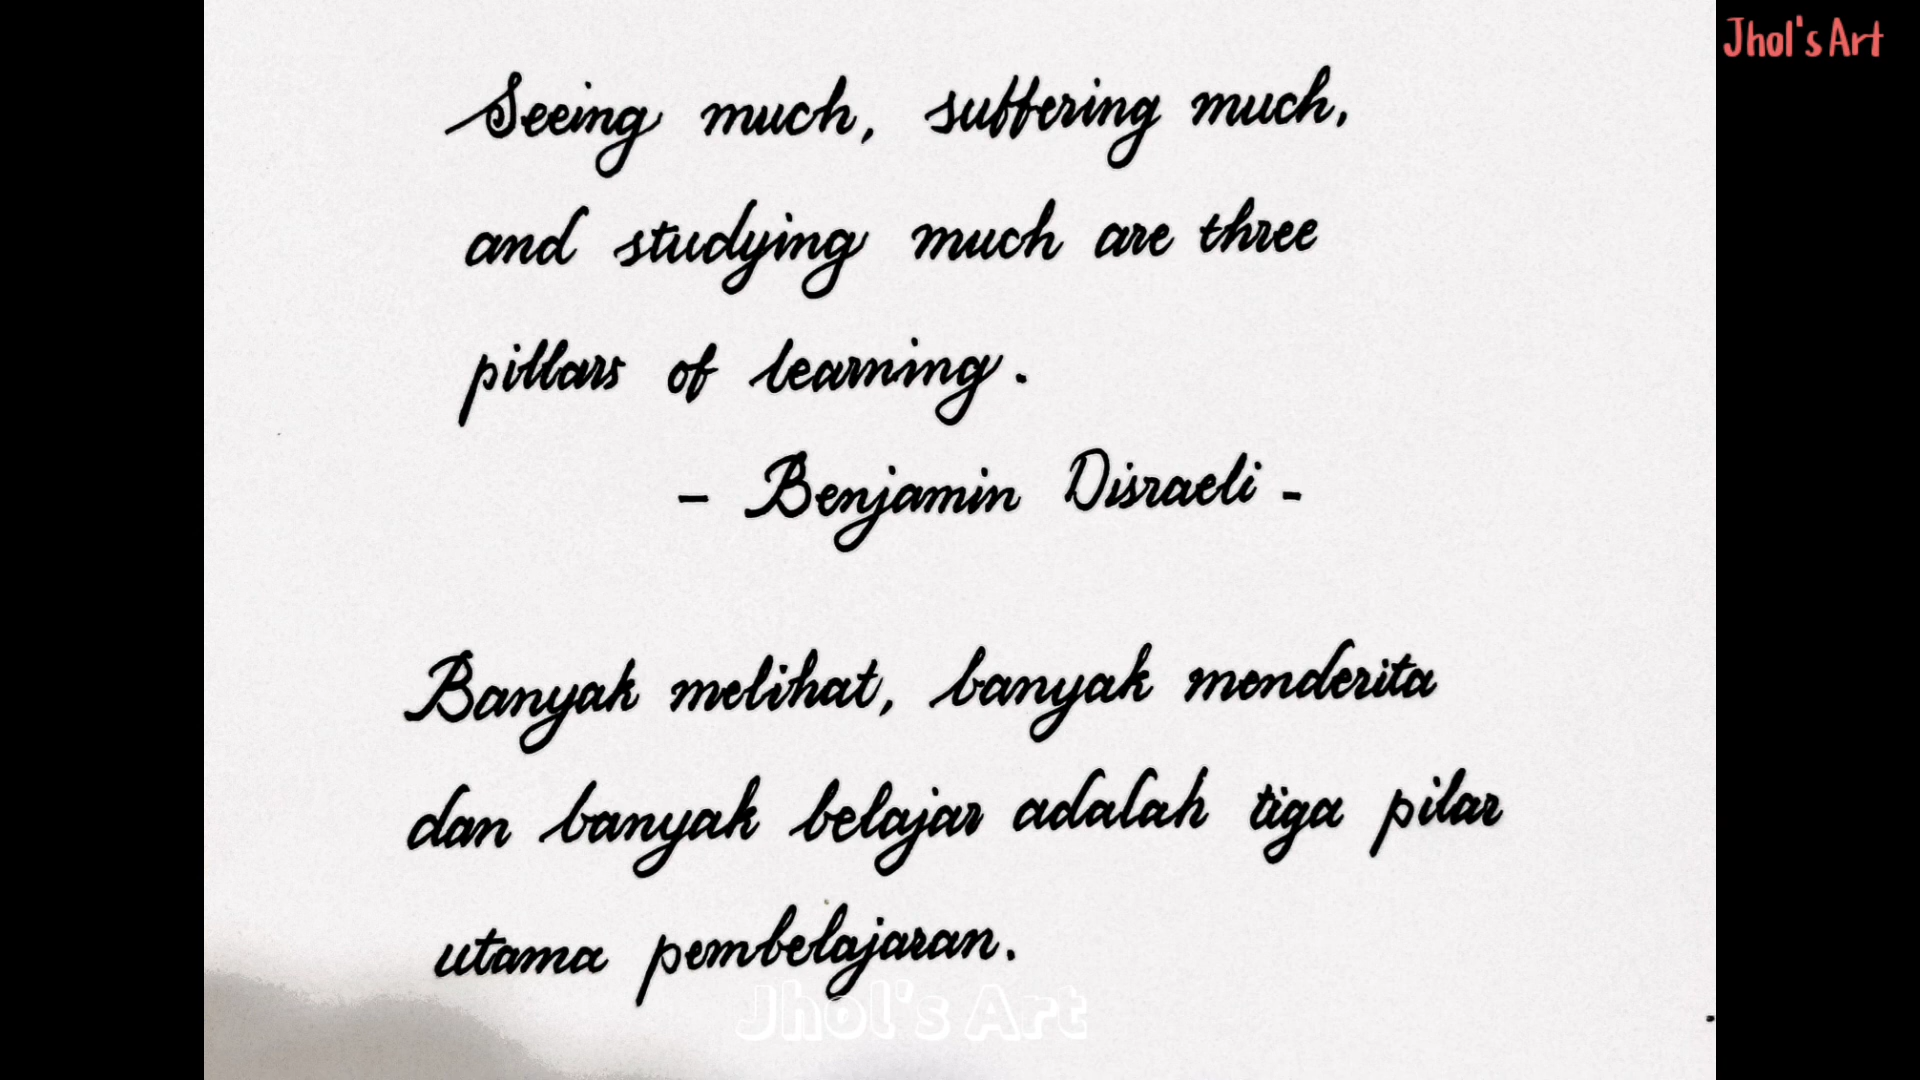 Jhol's Art
Seeing much, suffering much,
and studying much are three
pillars of learning.
- Benjamin Disraeli -
Banyak melihat, banyak menderita
dan banyak belajar adalah tiga pilar
utama pembelajaran.
Jhol's Art